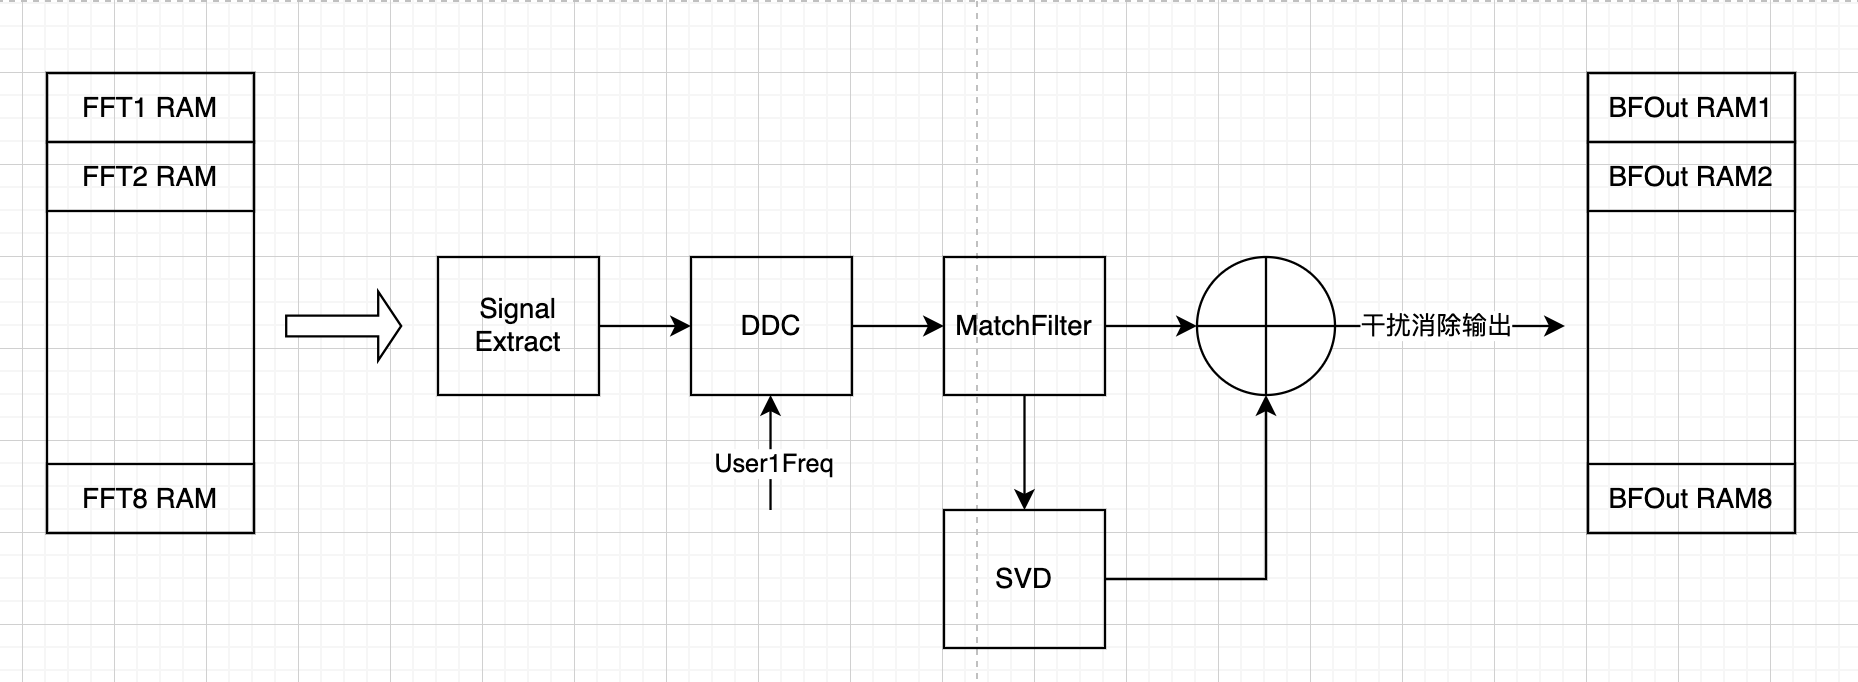 FFT1 RAM
FFT2 RAM
FFT8 RAM
Signal
Extract
DDC
User1Freq
MatchFilter
SVD
干扰消除输出
BFOut RAM1
BFOut RAM2
BFOut RAM8